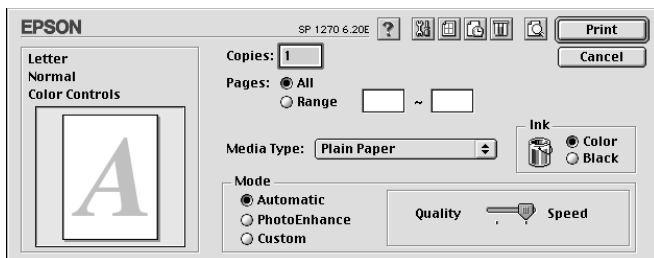 EPSON
SP 1270 6.20E
?
Print
Cancel
Letter
Normal
Color Controls
A
Copies: 1
Pages: All
Range ~
Media Type: Plain Paper
Ink
Color
Black
Mode
Automatic
PhotoEnhance
Custom
Quality Speed